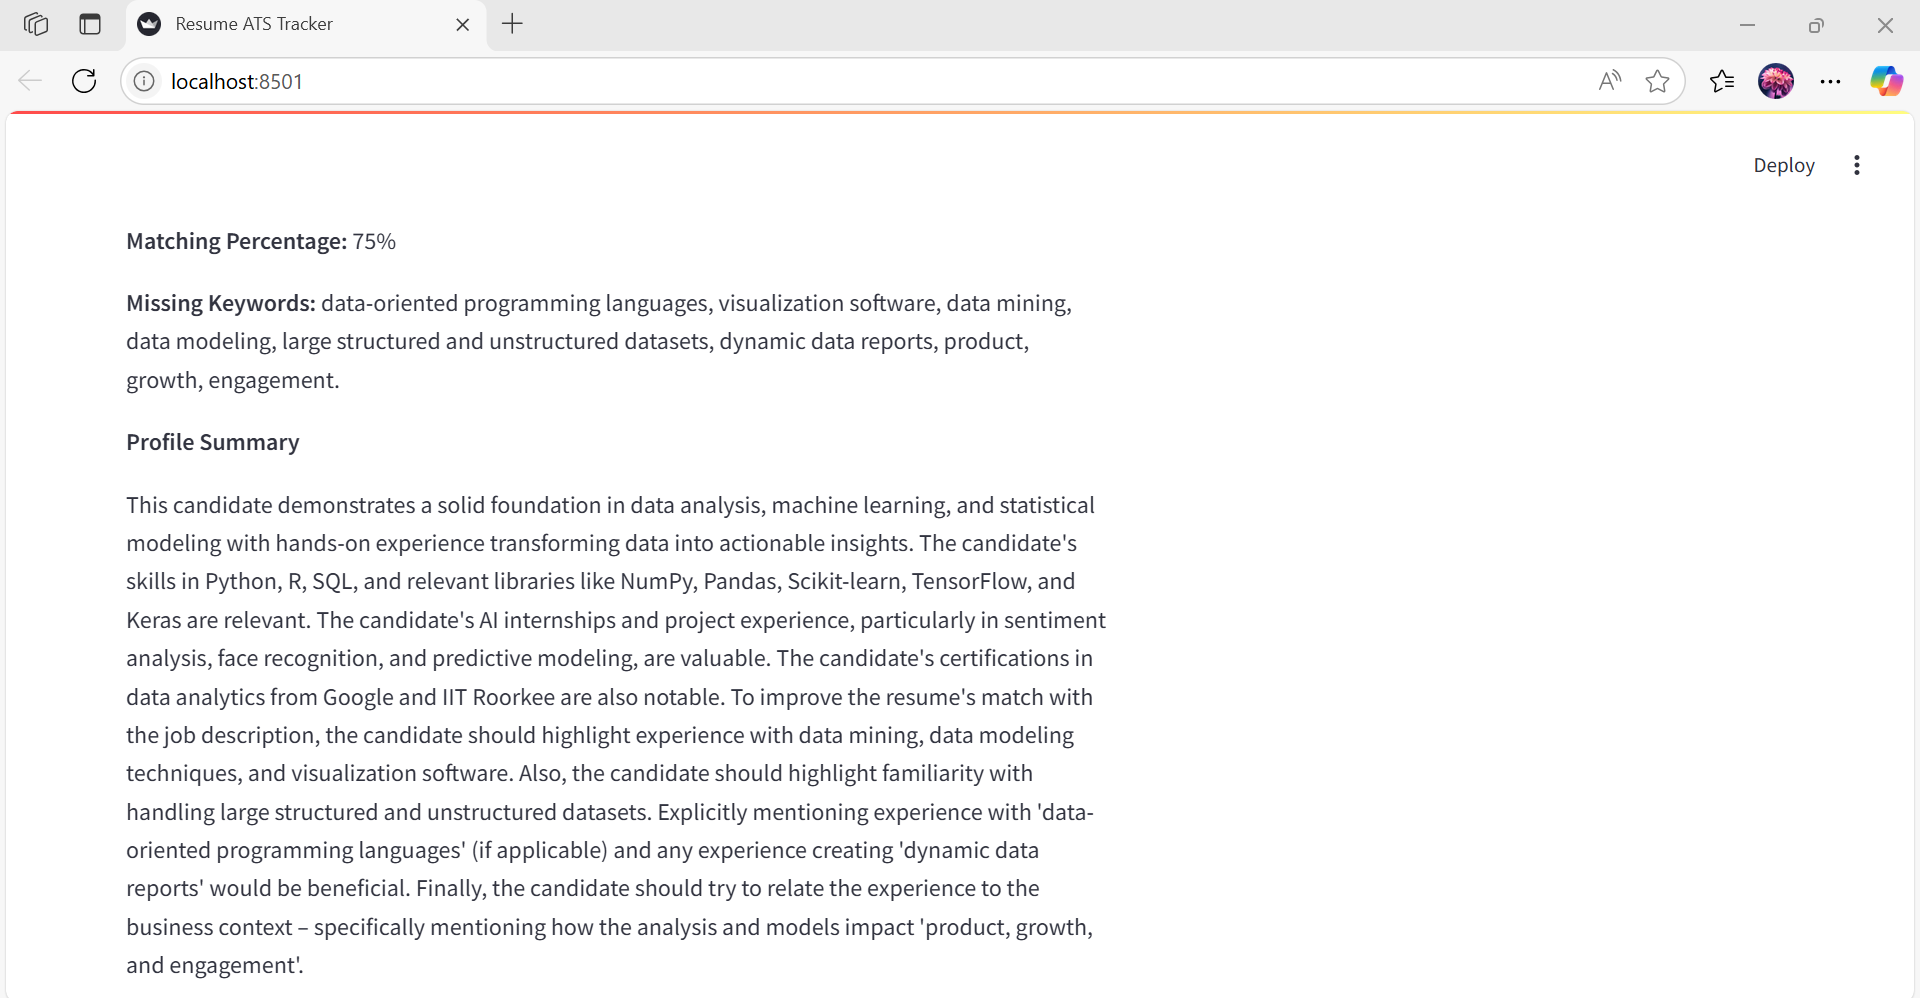 Resume ATS Tracker
localhost:8501
Deploy
Matching Percentage: 75%
Missing Keywords: data-oriented programming languages, visualization software, data mining,
data modeling, large structured and unstructured datasets, dynamic data reports, product,
growth, engagement.
Profile Summary
This candidate demonstrates a solid foundation in data analysis, machine learning, and statistical
modeling with hands-on experience transforming data into actionable insights. The candidate's
skills in Python, R, SQL, and relevant libraries like NumPy, Pandas, Scikit-learn, TensorFlow, and
Keras are relevant. The candidate's AI internships and project experience, particularly in sentiment
analysis, face recognition, and predictive modeling, are valuable. The candidate's certifications in
data analytics from Google and IIT Roorkee are also notable. To improve the resume's match with
the job description, the candidate should highlight experience with data mining, data modeling
techniques, and visualization software. Also, the candidate should highlight familiarity with
handling large structured and unstructured datasets. Explicitly mentioning experience with 'data-
oriented programming languages' (if applicable) and any experience creating 'dynamic data
reports' would be beneficial. Finally, the candidate should try to relate the experience to the
business context – specifically mentioning how the analysis and models impact 'product, growth,
and engagement'.